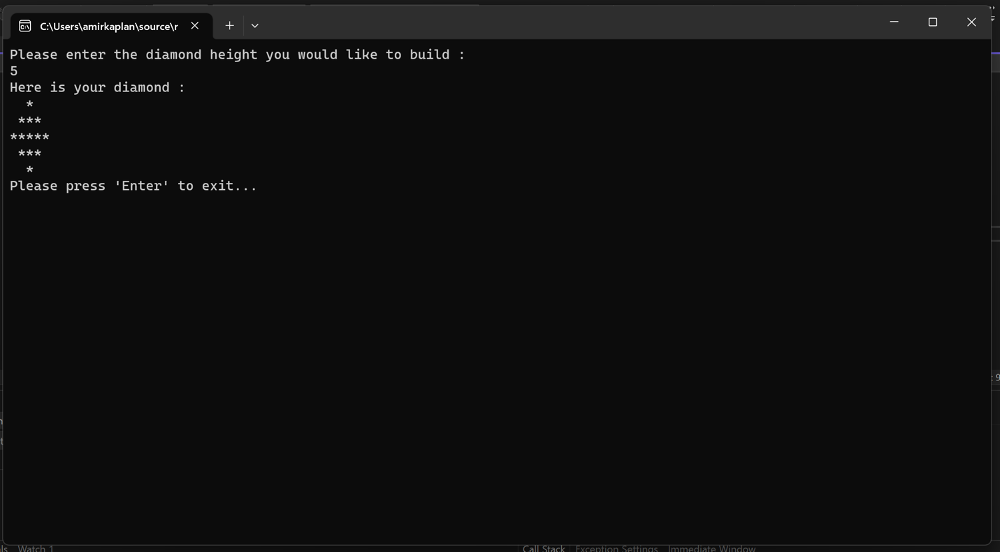 C:\Users\amirkaplan\source\r
Please enter the diamond height you would like to build :
5
Here is your diamond :
  *
 ***
*****
 ***
  *
Please press 'Enter' to exit...
: 9
Watch 1
Call Stack
Exception Settings
Immediate Window